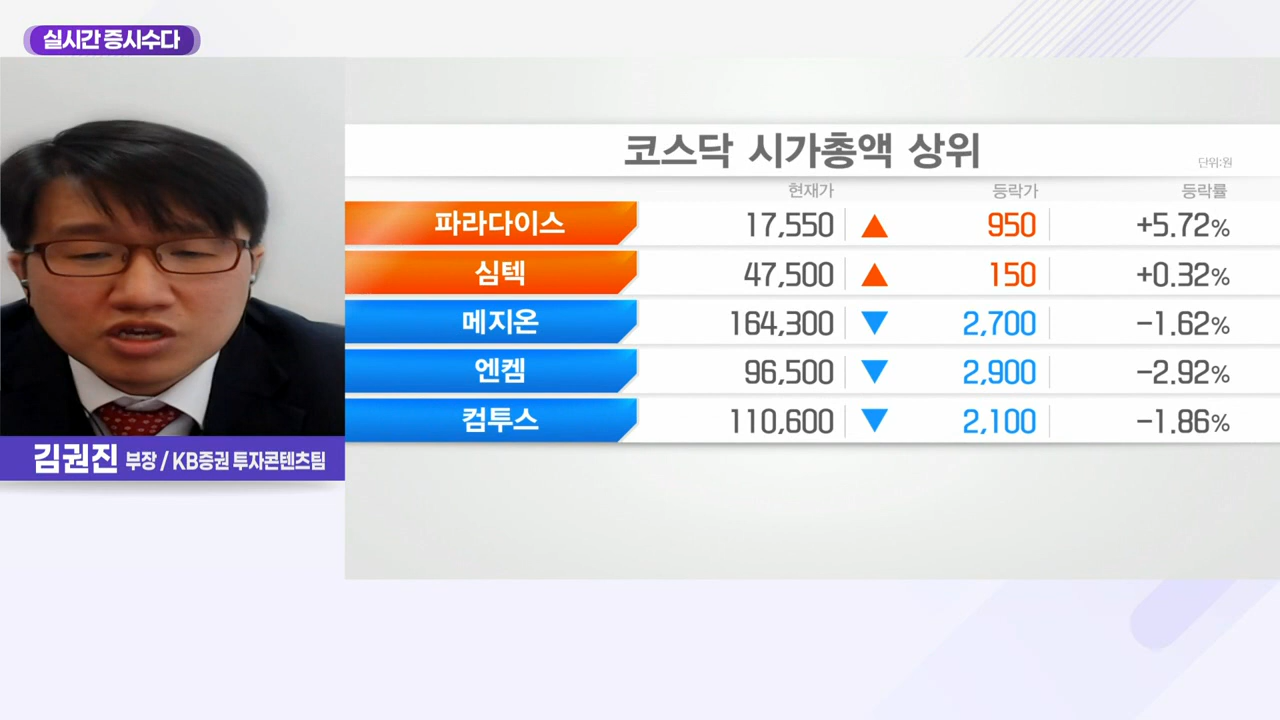 실시간 증시수다
코스닥 시가총액 상위
단위:원
현재가 등락가 등락률
파라다이스 17,550 ▲ 950 +5.72%
심텍 47,500 ▲ 150 +0.32%
메지온 164,300 ▼ 2,700 -1.62%
엔켐 96,500 ▼ 2,900 -2.92%
컴투스 110,600 ▼ 2,100 -1.86%
김권진 부장 / KB증권 투자콘텐츠팀